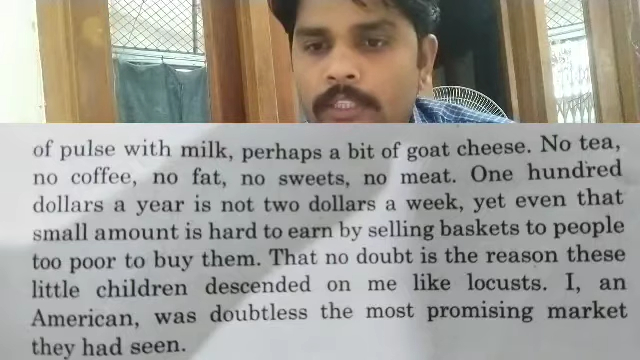 of pulse with milk, perhaps a bit of goat cheese. No tea,
no coffee, no fat, no sweets, no meat. One hundred
dollars a year is not two dollars a week, yet even that
small amount is hard to earn by selling baskets to people
too poor to buy them. That no doubt is the reason these
little children descended on me like locusts. I, an
American, was doubtless the most promising market
they had seen.